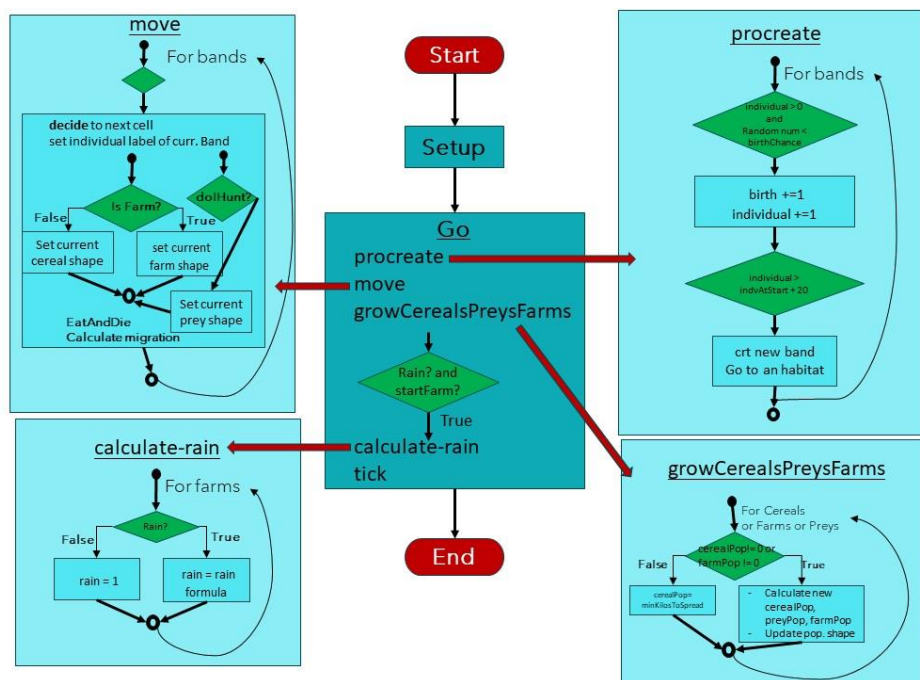 move
For bands
decide to next cell
set individual label of curr. Band
Is Farm?
doIHunt?
False
True
Set current
cereal shape
set current
farm shape
Set current
prey shape
EatAndDie
Calculate migration
Start
Setup
Go
procreate
move
growCerealsPreysFarms
Rain? and
startFarm?
True
calculate-rain
tick
End
procreate
For bands
individual > 0
and
Random num <
birthChance
birth +=1
individual +=1
individual >
indvAtStart + 20
crt new band
Go to an habitat
calculate-rain
For farms
Rain?
False
True
rain = 1
rain = rain
formula
growCerealsPreysFarms
For Cereals
or Farms or Preys
cerealPop!= 0 or
farmPop != 0
False
True
cerealPop=
minKilosToSpread
- Calculate new
cerealPop,
preyPop, farmPop
- Update pop. shape